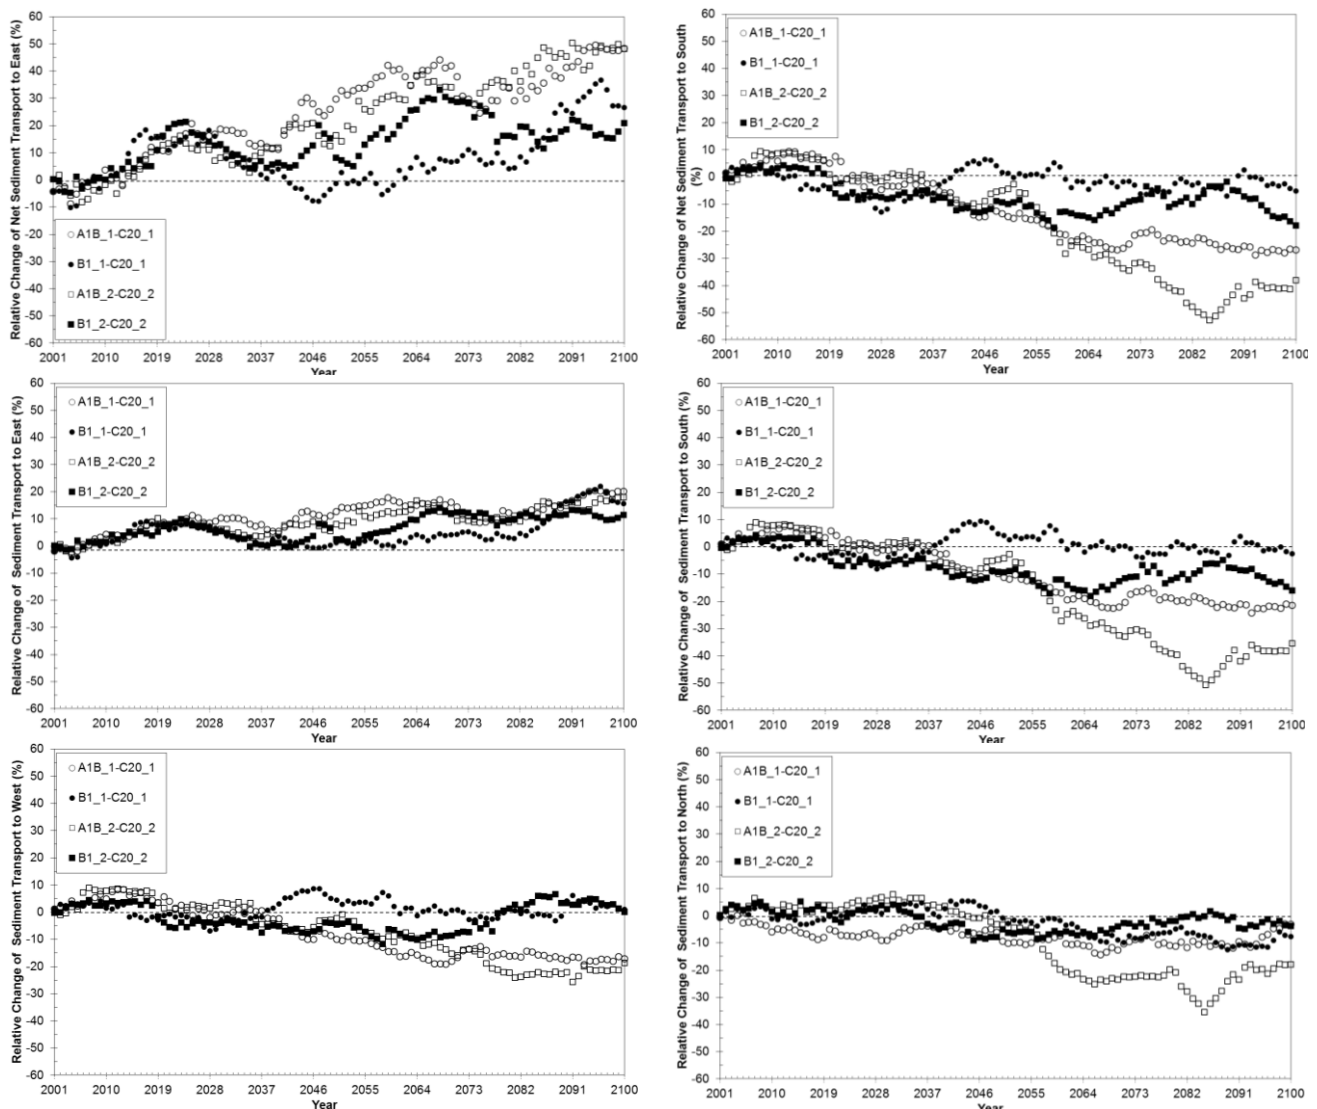 Relative Change of Net Sediment Transport to East (%)
60
50
40
30
20
10
0
-10
-20
-30
-40
-50
-60
A1B_1-C20_1
B1_1-C20_1
A1B_2-C20_2
B1_2-C20_2
2001 2010 2019 2028 2037 2046 2055 2064 2073 2082 2091 2100
Year
Relative Change of Net Sediment Transport to South
(%)
60
50
40
30
20
10
0
-10
-20
-30
-40
-50
-60
A1B_1-C20_1
B1_1-C20_1
A1B_2-C20_2
B1_2-C20_2
2001 2010 2019 2028 2037 2046 2055 2064 2073 2082 2091 2100
Year
Relative Change of Sediment Transport to East (%)
60
50
40
30
20
10
0
-10
-20
-30
-40
-50
-60
A1B_1-C20_1
B1_1-C20_1
A1B_2-C20_2
B1_2-C20_2
2001 2010 2019 2028 2037 2046 2055 2064 2073 2082 2091 2100
Year
Relative Change of Sediment Transport to South (%)
60
50
40
30
20
10
0
-10
-20
-30
-40
-50
-60
A1B_1-C20_1
B1_1-C20_1
A1B_2-C20_2
B1_2-C20_2
2001 2010 2019 2028 2037 2046 2055 2064 2073 2082 2091 2100
Year
Relative Change of Sediment Transport to West (%)
60
50
40
30
20
10
0
-10
-20
-30
-40
-50
-60
A1B_1-C20_1
B1_1-C20_1
A1B_2-C20_2
B1_2-C20_2
2001 2010 2019 2028 2037 2046 2055 2064 2073 2082 2091 2100
Year
Relative Change of Sediment Transport to North (%)
60
50
40
30
20
10
0
-10
-20
-30
-40
-50
-60
A1B_1-C20_1
B1_1-C20_1
A1B_2-C20_2
B1_2-C20_2
2001 2010 2019 2028 2037 2046 2055 2064 2073 2082 2091 2100
Year